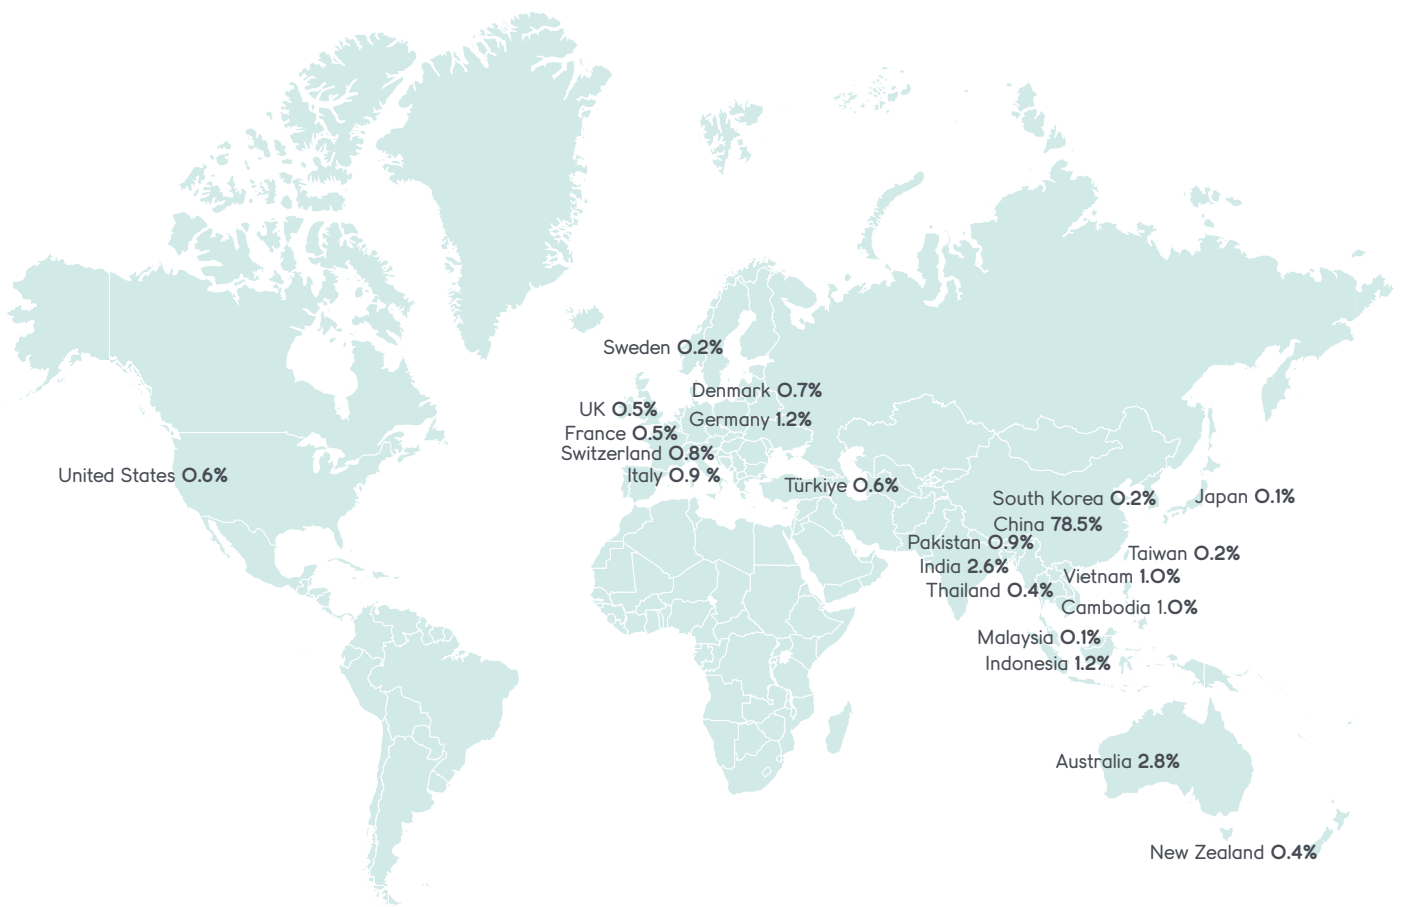 Sweden 0.2%
Denmark 0.7%
UK 0.5%
Germany 1.2%
France 0.5%
Switzerland 0.8%
Italy 0.9 %
United States 0.6%
Türkiye 0.6%
South Korea 0.2%
Japan 0.1%
China 78.5%
Pakistan 0.9%
Taiwan 0.2%
India 2.6%
Vietnam 1.0%
Thailand 0.4%
Cambodia 1.0%
Malaysia 0.1%
Indonesia 1.2%
Australia 2.8%
New Zealand 0.4%